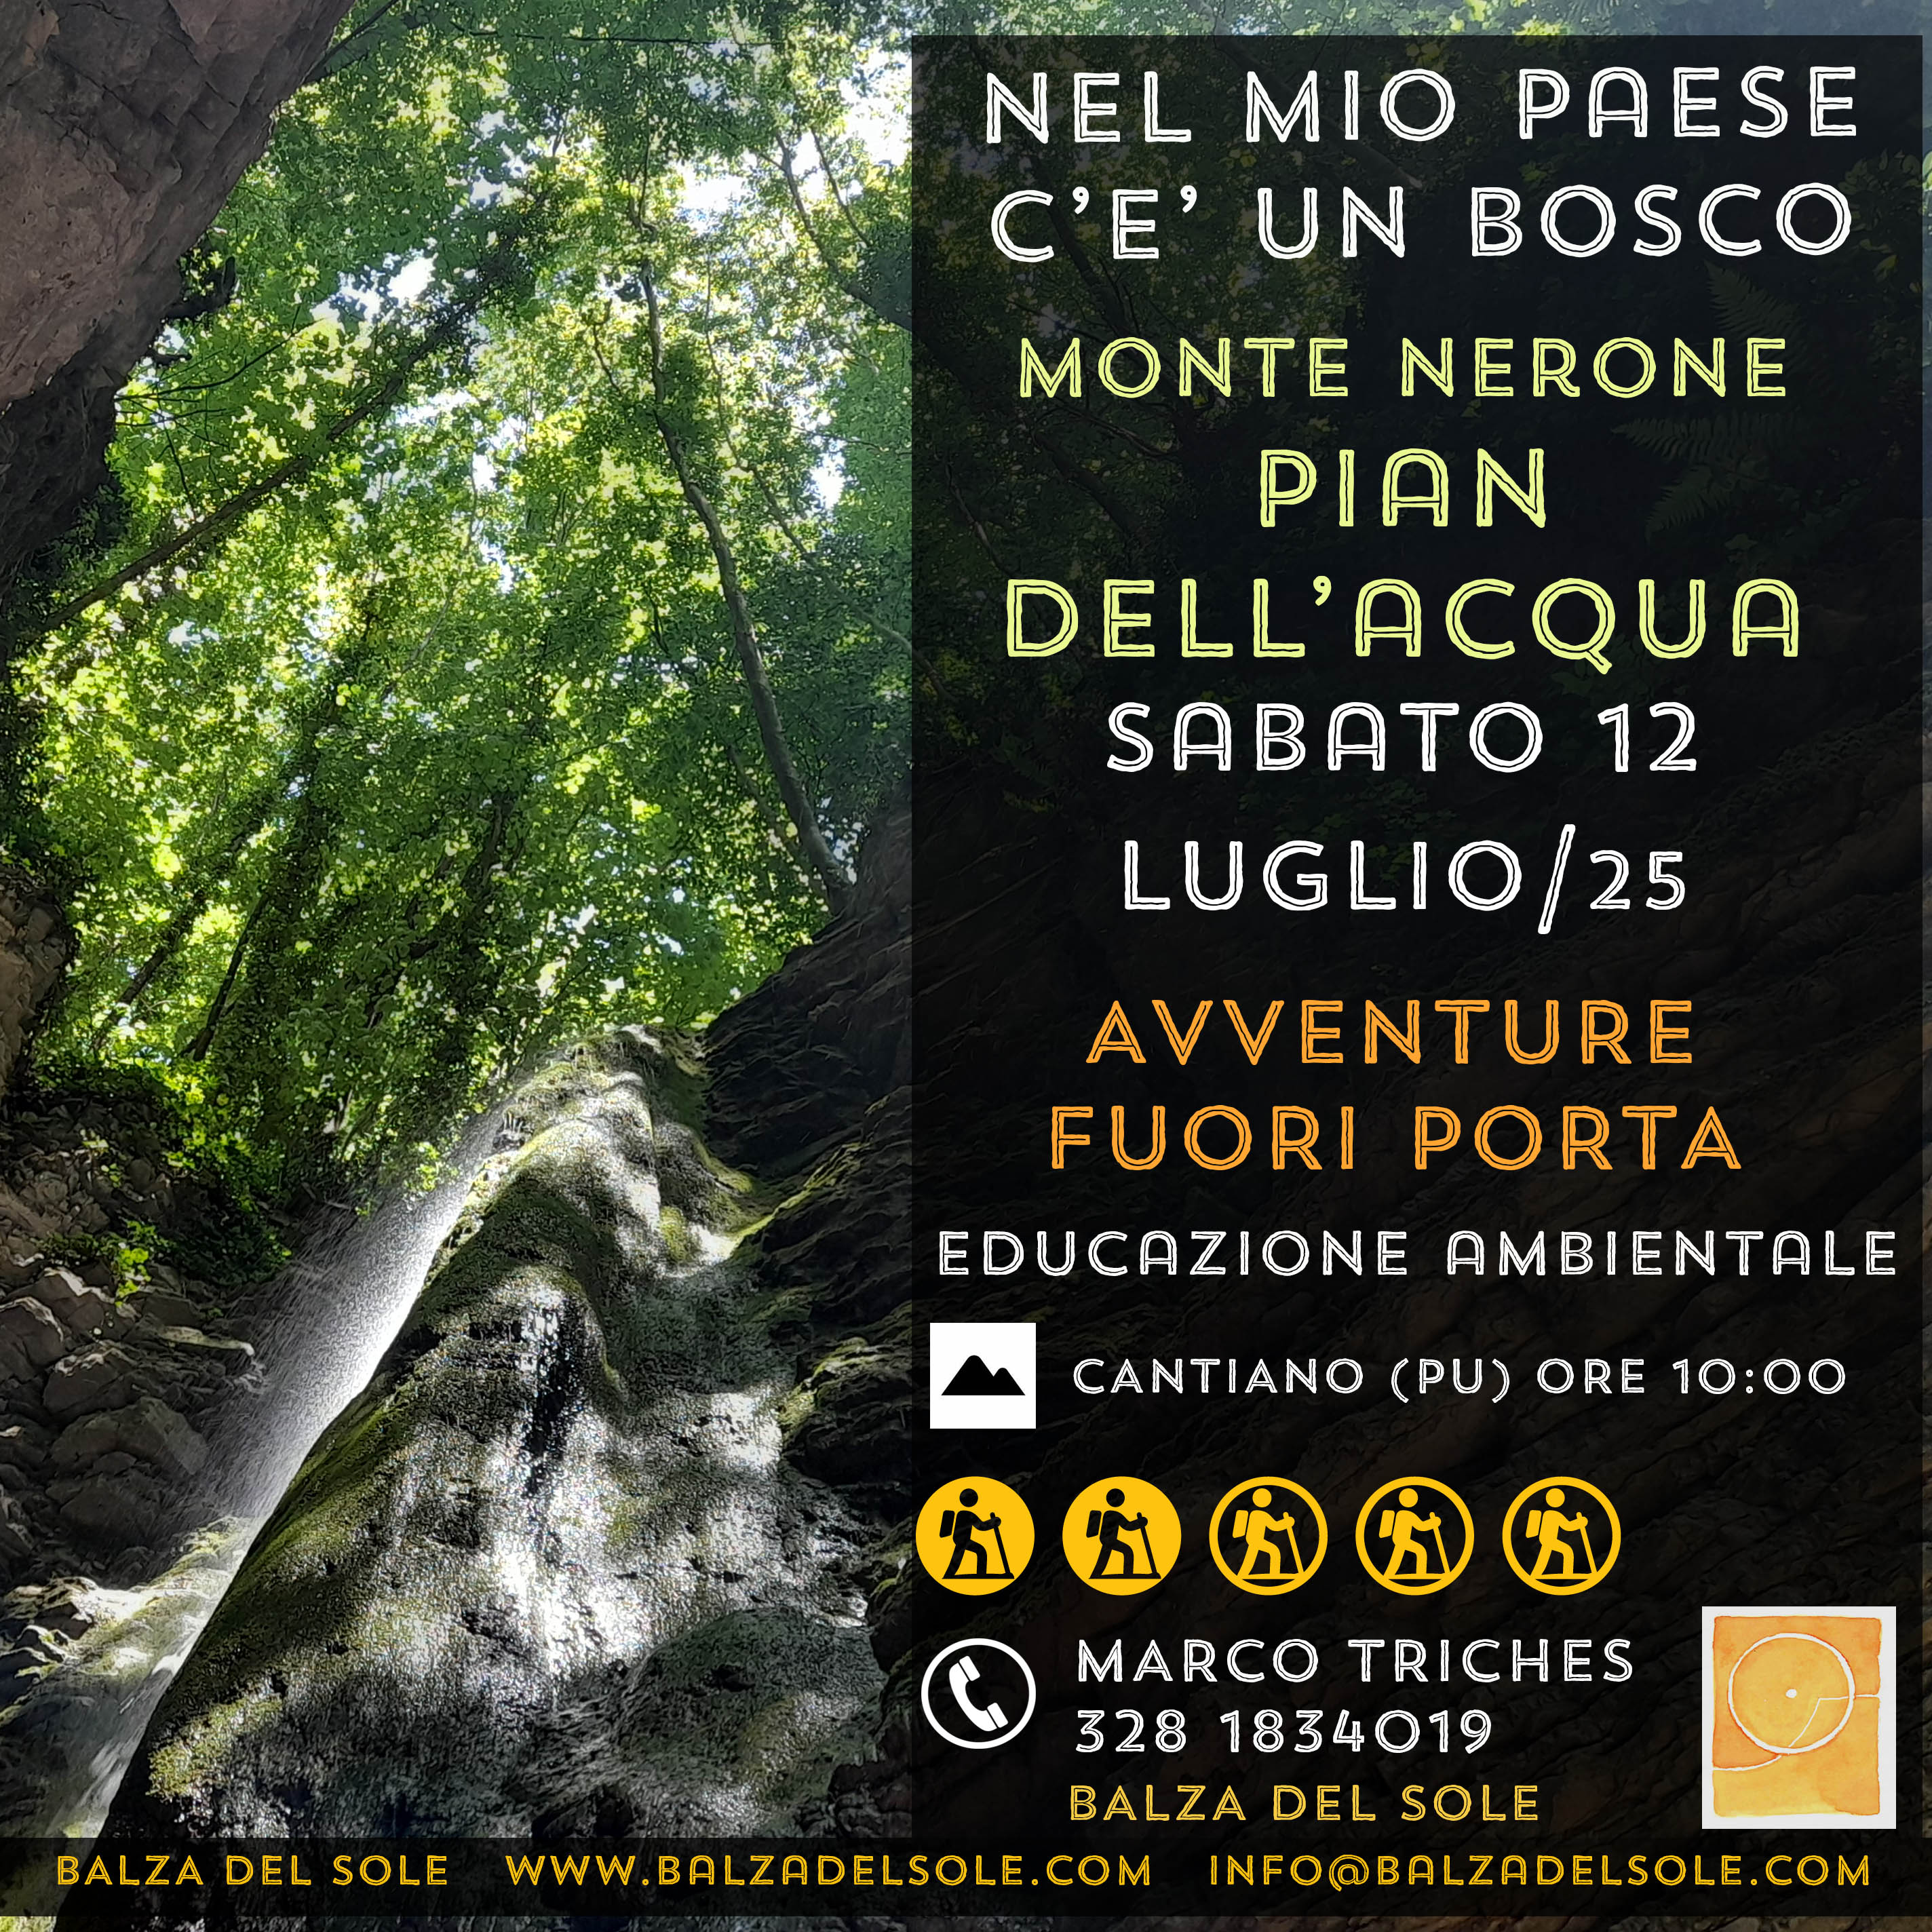 NEL MIO PAESE
C'E' UN BOSCO
MONTE NERONE
PIAN
DELL'ACQUA
SABATO 12
LUGLIO/25
AVVENTURE
FUORI PORTA
EDUCAZIONE AMBIENTALE
CANTIANO (PU) ORE 10:00
MARCO TRICHES
328 1834019
BALZA DEL SOLE
BALZA DEL SOLE WWW.BALZADELSOLE.COM INFO@BALZADELSOLE.COM